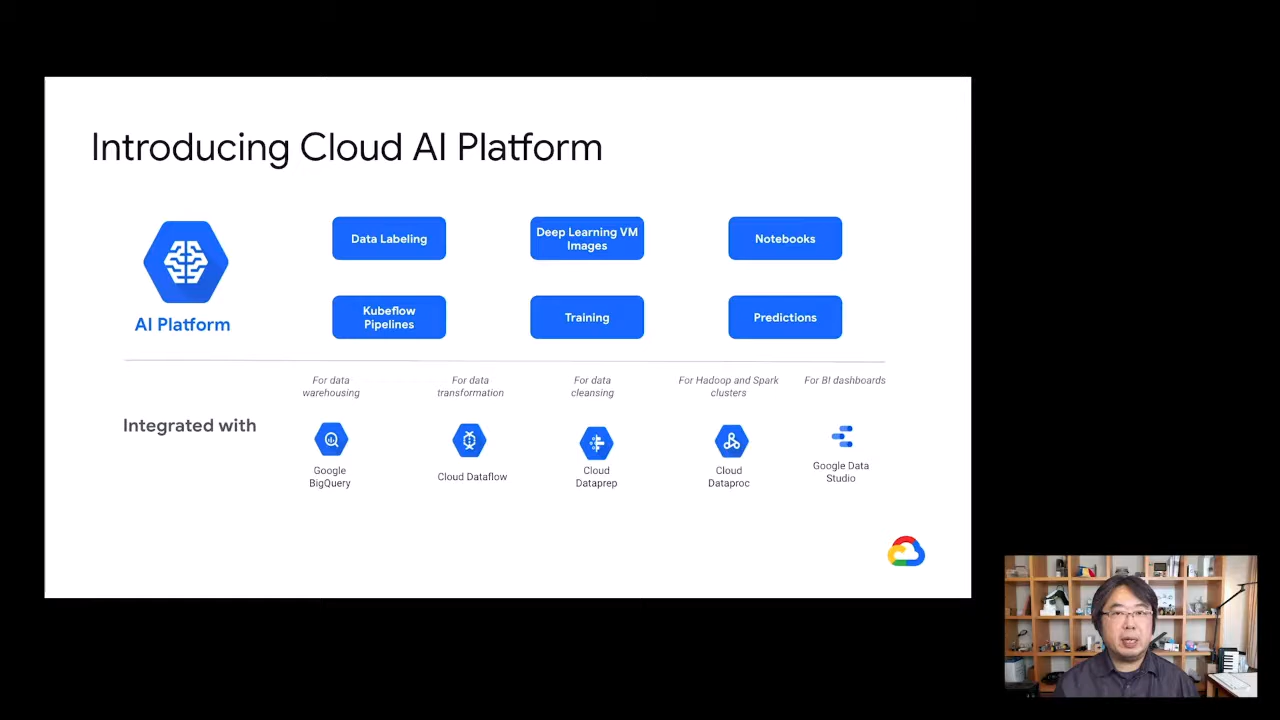 Introducing Cloud AI Platform
Data Labeling
Deep Learning VM
Images
Notebooks
AI Platform
Kubeflow
Pipelines
Training
Predictions
For data
warehousing
For data
transformation
For data
cleansing
For Hadoop and Spark
clusters
For BI dashboards
Integrated with
Google
BigQuery
Cloud Dataflow
Cloud
Dataprep
Cloud
Dataproc
Google Data
Studio